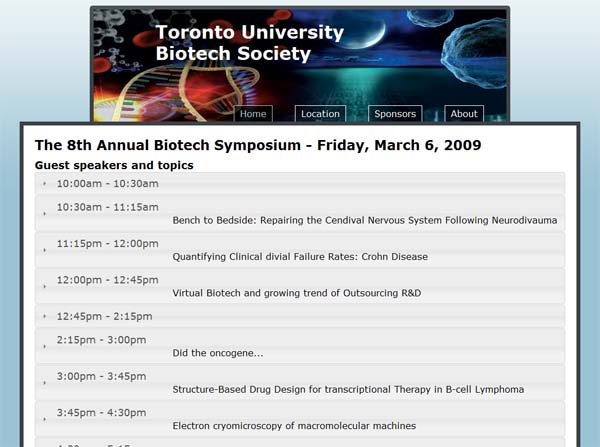 Toronto University
Biotech Society
Home Location Sponsors About
The 8th Annual Biotech Symposium - Friday, March 6, 2009
Guest speakers and topics
10:00am - 10:30am
10:30am - 11:15am
Bench to Bedside: Repairing the Cendival Nervous System Following Neurodivauma
11:15pm - 12:00pm
Quantifying Clinical divial Failure Rates: Crohn Disease
12:00pm - 12:45pm
Virtual Biotech and growing trend of Outsourcing R&D
12:45pm - 2:15pm
2:15pm - 3:00pm
Did the oncogene...
3:00pm - 3:45pm
Structure-Based Drug Design for transcriptional Therapy in B-cell Lymphoma
3:45pm - 4:30pm
Electron cryomicroscopy of macromolecular machines